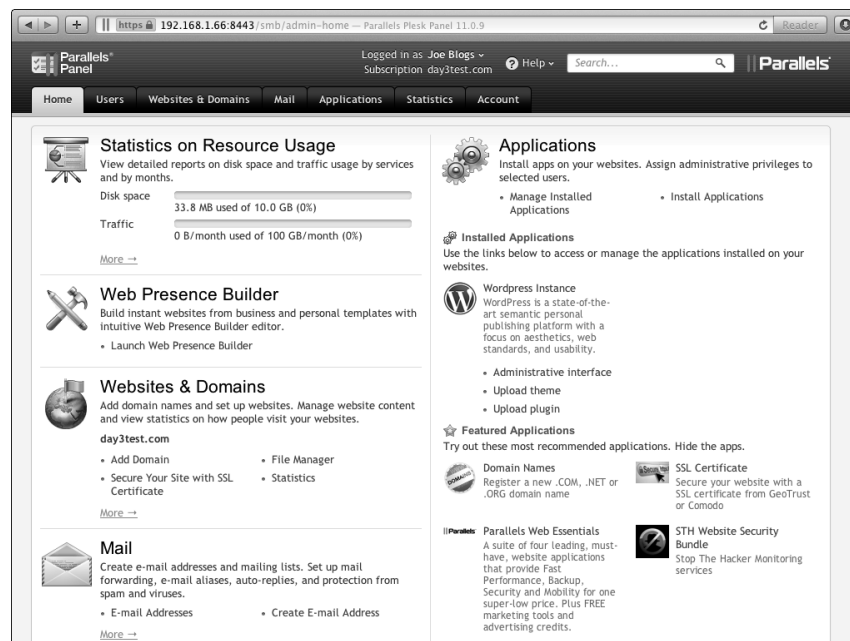 https 192.168.1.66:8443/smb/admin-home — Parallels Plesk Panel 11.0.9
Reader
Parallels®
Panel
Logged in as Joe Blogs
Subscription day3test.com
Help
Search...
Parallels
Home Users Websites & Domains Mail Applications Statistics Account
Statistics on Resource Usage
View detailed reports on disk space and traffic usage by services
and by months.
Disk space
33.8 MB used of 10.0 GB (0%)
Traffic
0 B/month used of 100 GB/month (0%)
More →
Web Presence Builder
Build instant websites from business and personal templates with
intuitive Web Presence Builder editor.
• Launch Web Presence Builder
Websites & Domains
Add domain names and set up websites. Manage website content
and view statistics on how people visit your websites.
day3test.com
• Add Domain
• File Manager
• Secure Your Site with SSL
Certificate
• Statistics
More →
Mail
Create e-mail addresses and mailing lists. Set up mail
forwarding, e-mail aliases, auto-replies, and protection from
spam and viruses.
• E-mail Addresses
• Create E-mail Address
More →
Applications
Install apps on your websites. Assign administrative privileges to
selected users.
• Manage Installed
Applications
• Install Applications
Installed Applications
Use the links below to access or manage the applications installed on your
websites.
Wordpress Instance
WordPress is a state-of-the-
art semantic personal
publishing platform with a
focus on aesthetics, web
standards, and usability.
• Administrative interface
• Upload theme
• Upload plugin
Featured Applications
Try out these most recommended applications. Hide the apps.
DOMAINS
Domain Names
Register a new .COM, .NET or
.ORG domain name
SSL Certificate
Secure your website with a
SSL certificate from GeoTrust
or Comodo
Parallels
Parallels Web Essentials
A suite of four leading, must-
have, website applications
that provide Fast
Performance, Backup,
Security and Mobility for one
super-low price. Plus FREE
marketing tools and
advertising credits.
STH Website Security
Bundle
Stop The Hacker Monitoring
services